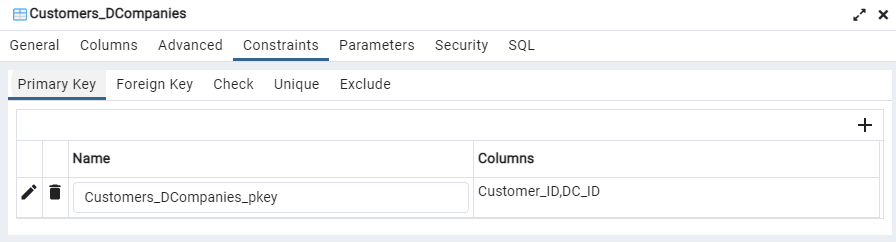 Customers_DCompanies
General Columns Advanced Constraints Parameters Security SQL
Primary Key Foreign Key Check Unique Exclude
Name Columns
Customers_DCompanies_pkey Customer_ID,DC_ID